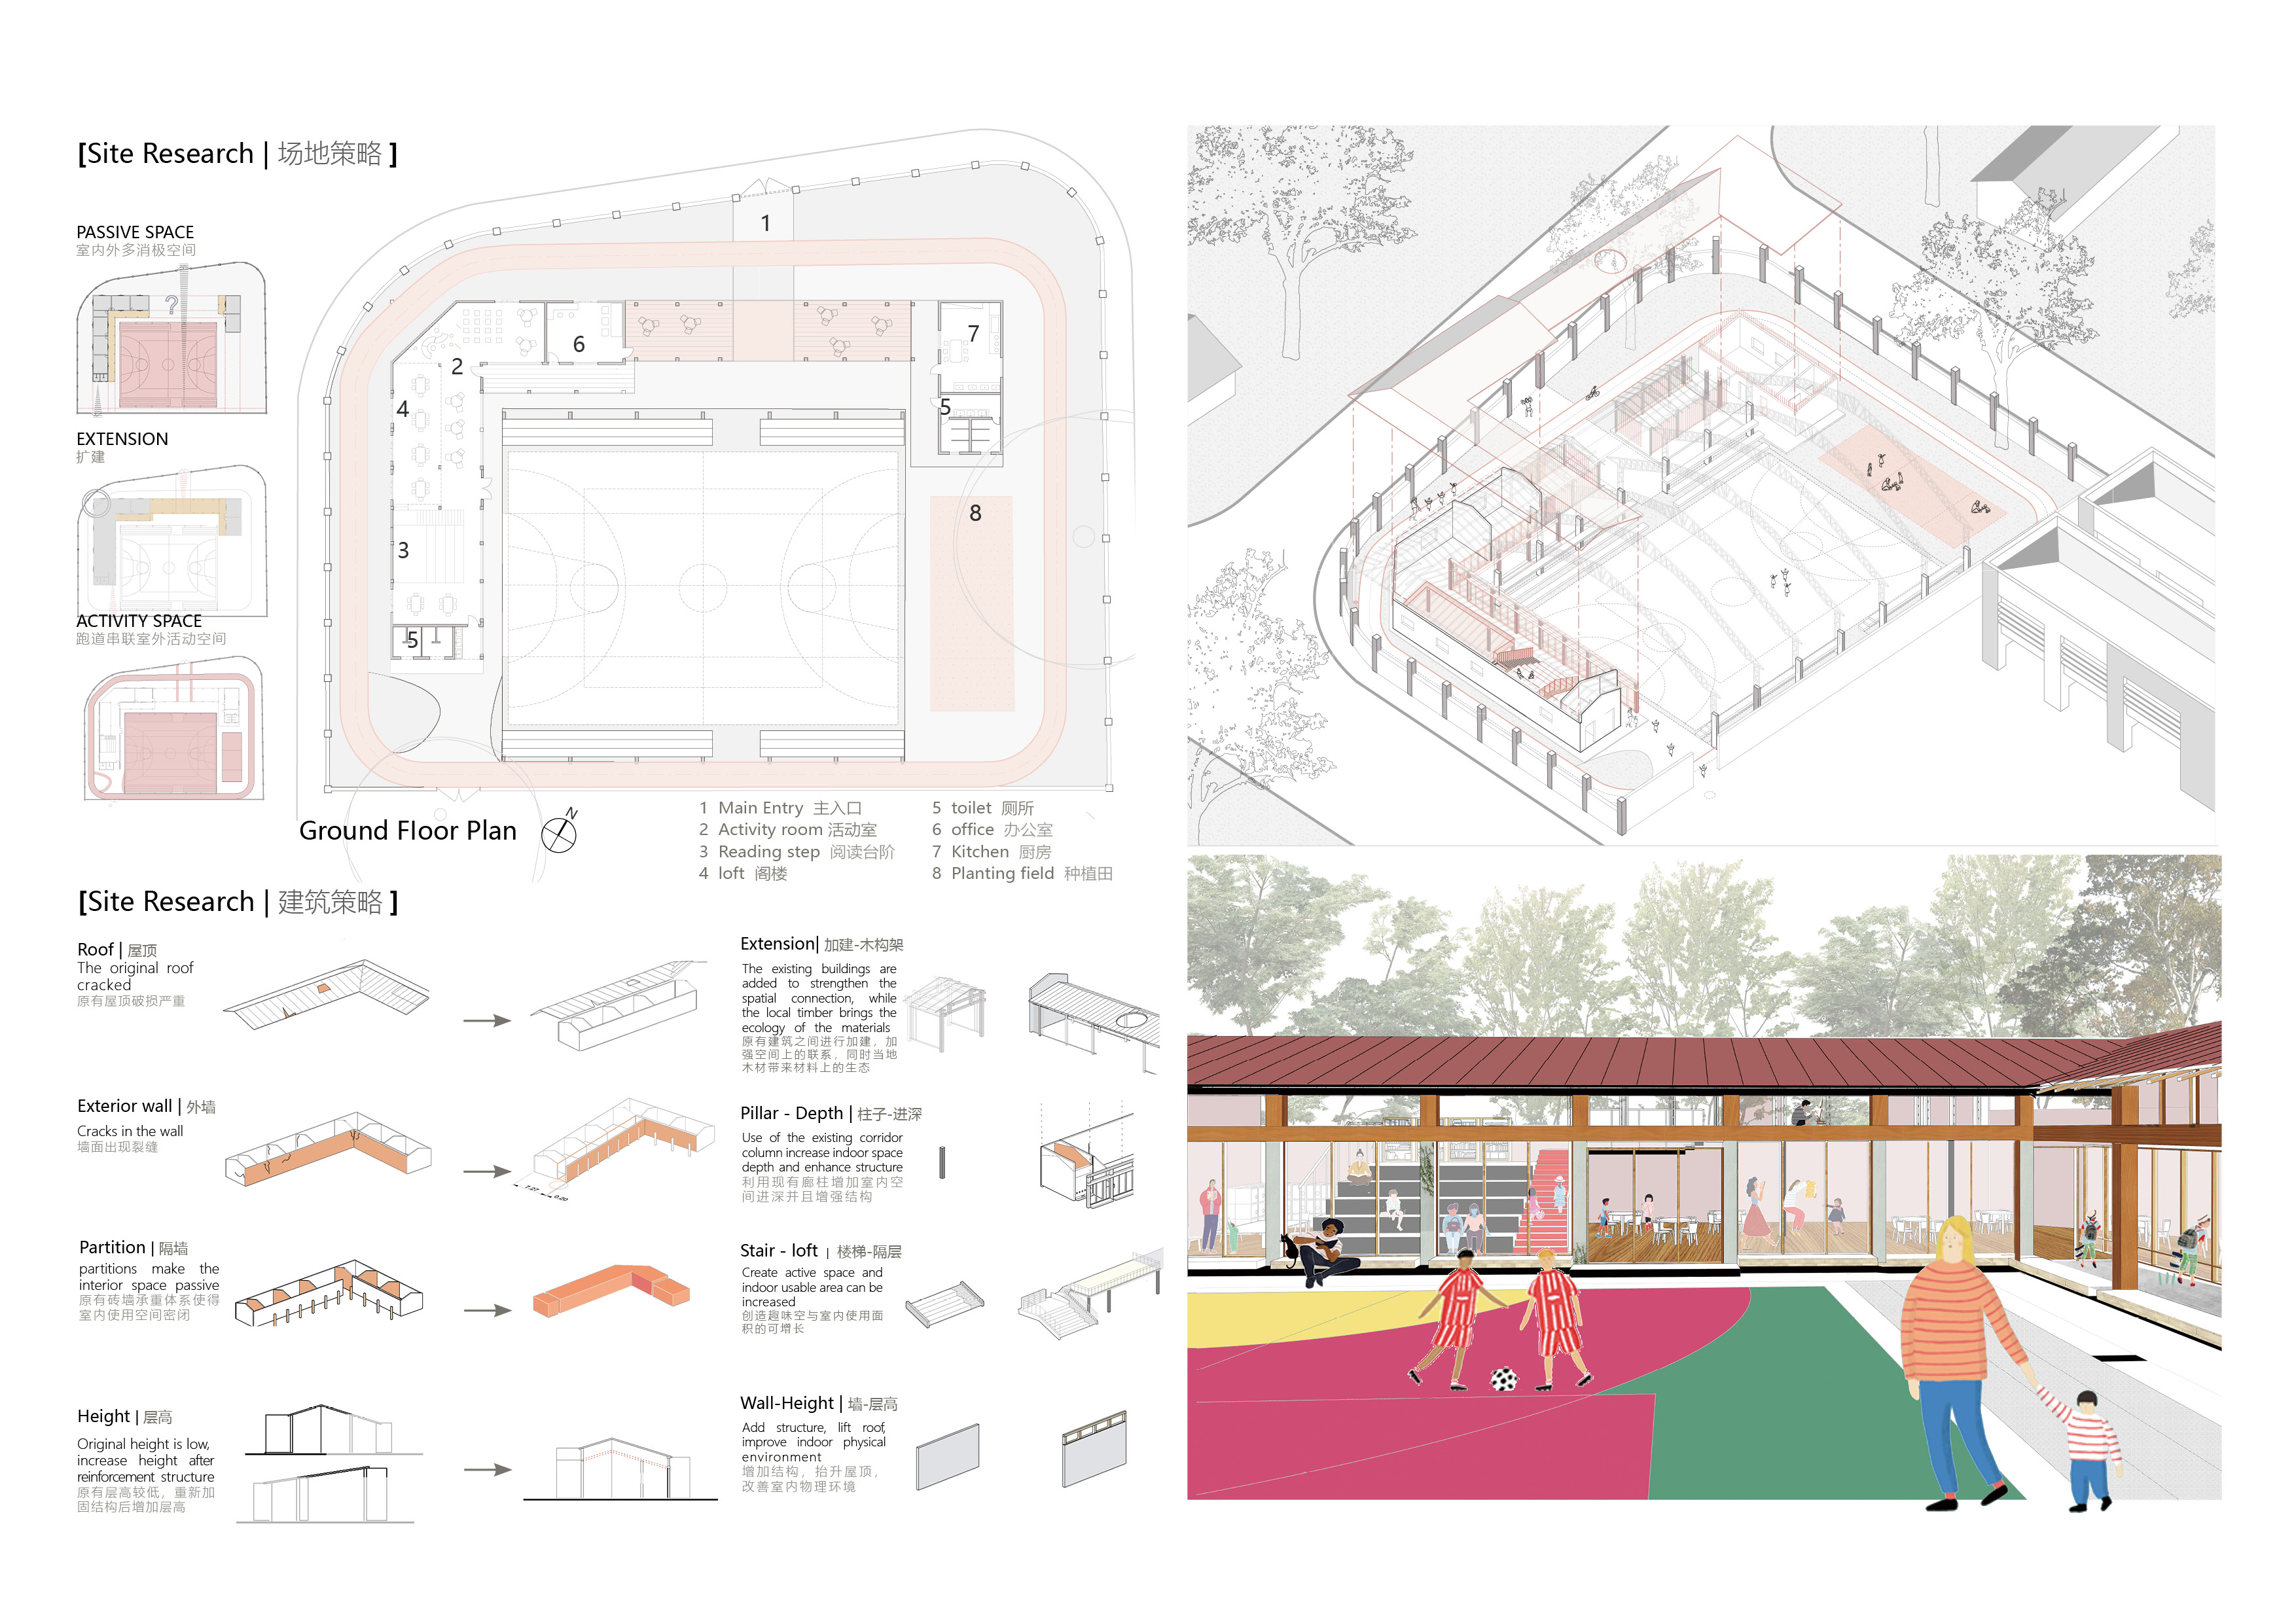 [Site Research | 场地策略 ]
PASSIVE SPACE
室内外多消极空间
?
EXTENSION
扩建
ACTIVITY SPACE
跑道串联室外活动空间
1
2
6
7
4
5
8
3
5
Ground Floor Plan
N
1 Main Entry 主入口
2 Activity room 活动室
3 Reading step 阅读台阶
4 loft 阁楼
5 toilet 厕所
6 office 办公室
7 Kitchen 厨房
8 Planting field 种植田
[Site Research | 建筑策略 ]
Roof | 屋顶
The original roof
cracked
原有屋顶破损严重
Exterior wall | 外墙
Cracks in the wall
墙面出现裂缝
Partition | 隔墙
partitions make the
interior space passive
原有砖墙承重体系使得
室内使用空间密闭
Height | 层高
Original height is low,
increase height after
reinforcement structure
原有层高较低，重新加
固结构后增加层高
Extension| 加建-木构架
The existing buildings are
added to strengthen the
spatial connection, while
the local timber brings the
ecology of the materials
原有建筑之间进行加建，加
强空间上的联系，同时当地
木材带来材料上的生态
Pillar - Depth | 柱子-进深
Use of the existing corridor
column increase indoor space
depth and enhance structure
利用现有廊柱增加室内空
间进深并且增强结构
Stair - loft | 楼梯-隔层
Create active space and
indoor usable area can be
increased
创造趣味空与室内使用面
积的可增长
Wall-Height | 墙-层高
Add structure, lift roof,
improve indoor physical
environment
增加结构，抬升屋顶，
改善室内物理环境